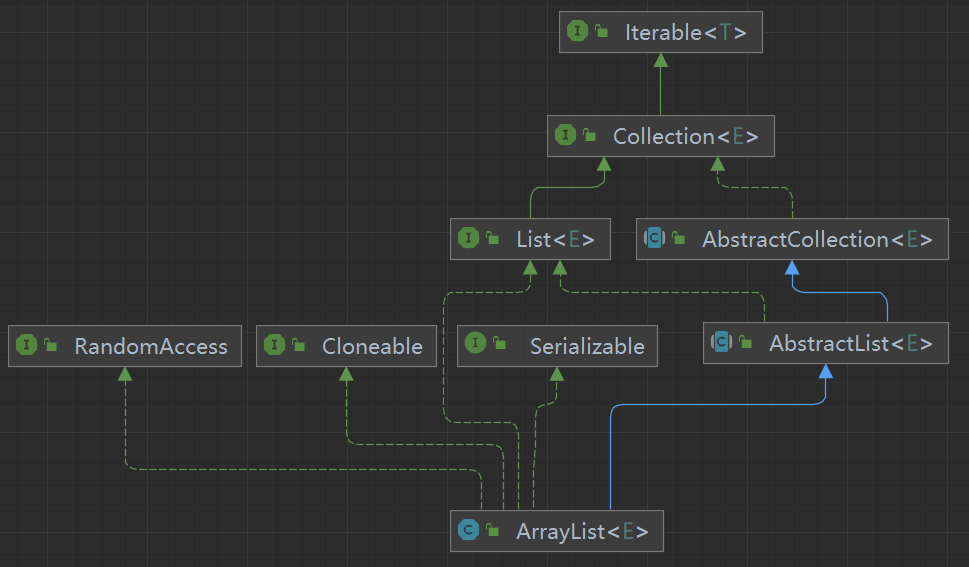 Iterable<T>
Collection<E>
List<E>
AbstractCollection<E>
RandomAccess
Cloneable
Serializable
AbstractList<E>
ArrayList<E>